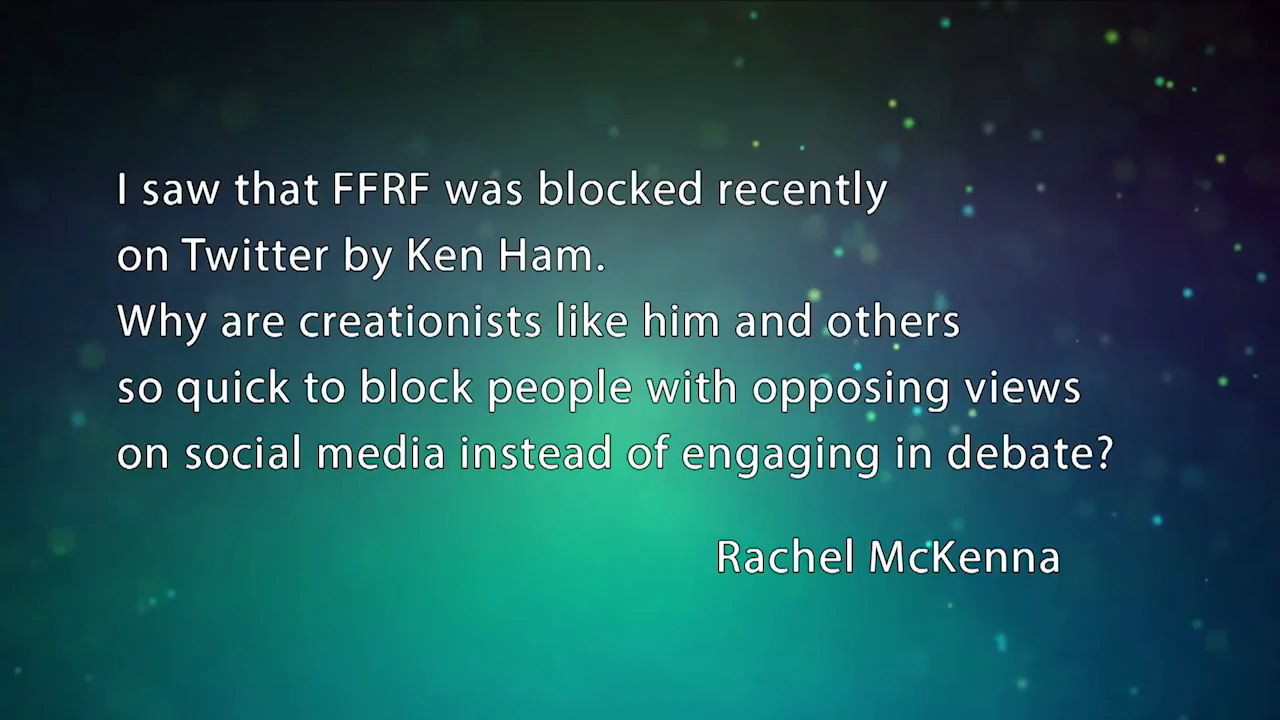 I saw that FFRF was blocked recently
on Twitter by Ken Ham.
Why are creationists like him and others
so quick to block people with opposing views
on social media instead of engaging in debate?
Rachel McKenna